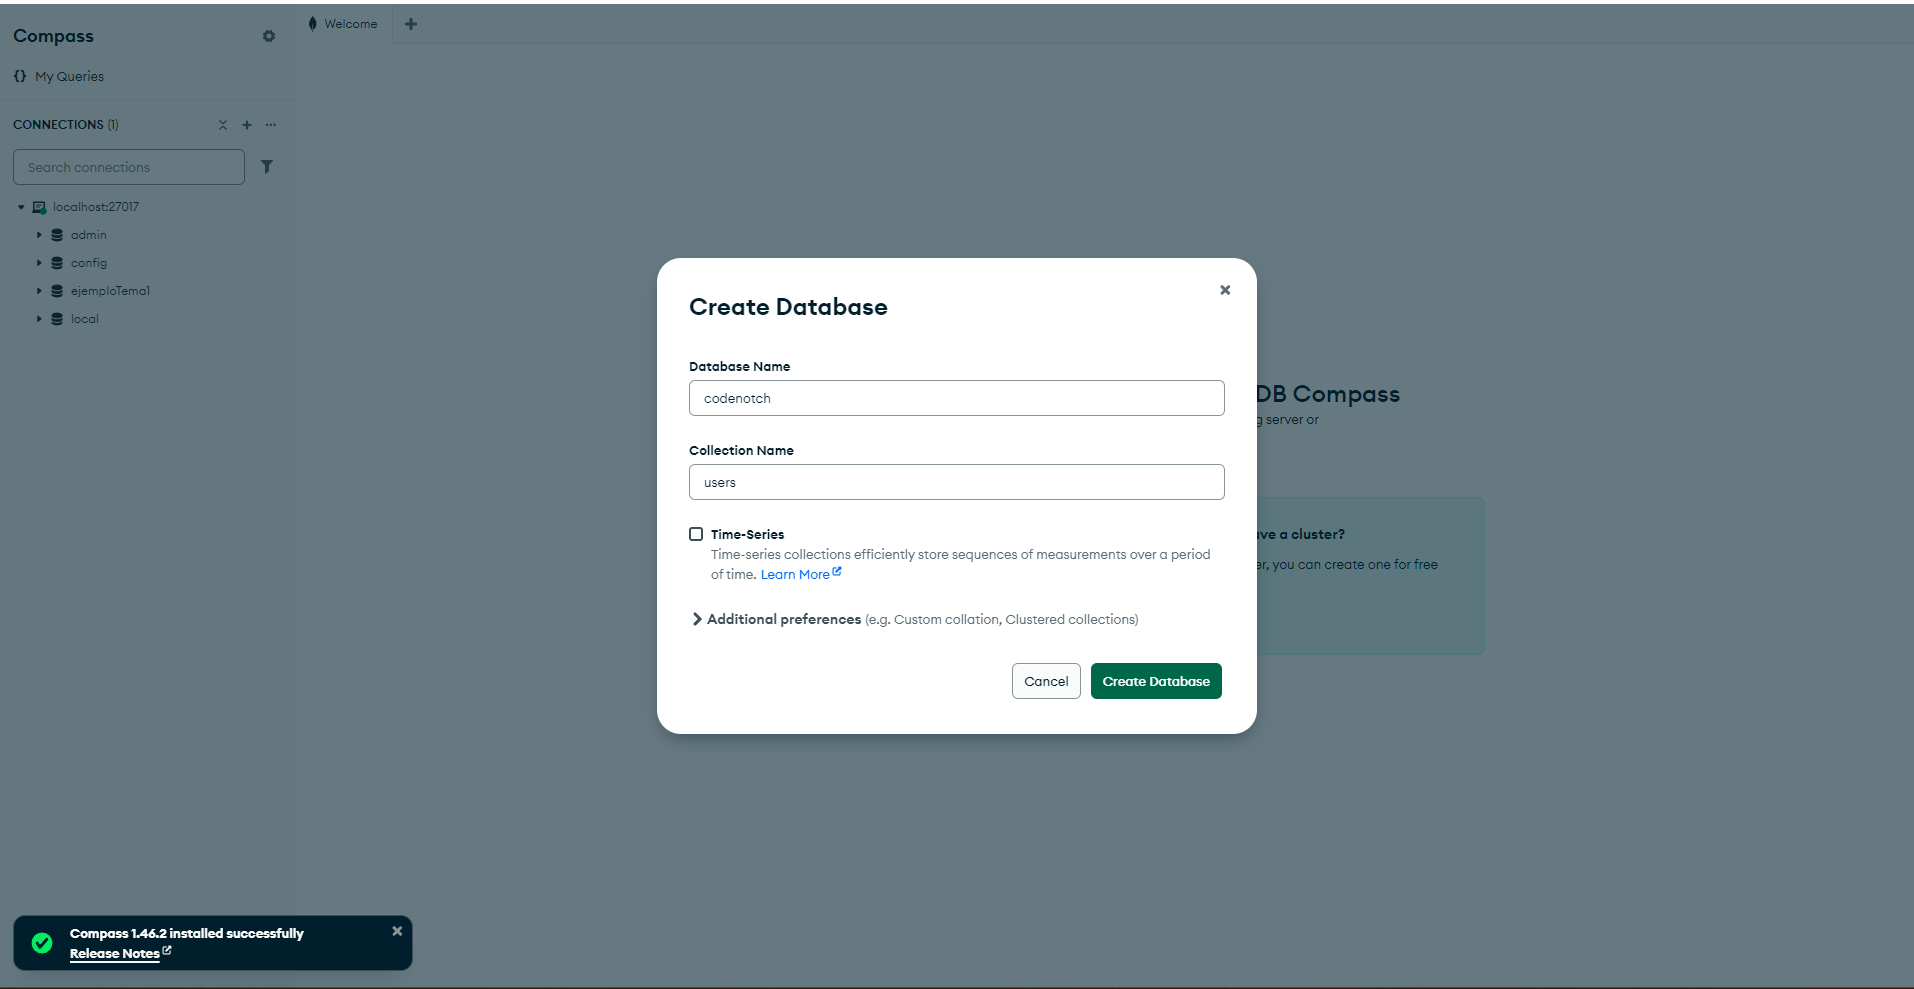 Compass
Welcome
{} My Queries
CONNECTIONS (1)
Search connections
localhost:27017
admin
config
ejemploTema1
local
Create Database
Database Name
codenotch
Collection Name
users
Time-Series
Time-series collections efficiently store sequences of measurements over a period
of time. Learn More
Additional preferences (e.g. Custom collation, Clustered collections)
Cancel
Create Database
DB Compass
server or
a cluster?
you can create one for free
Compass 1.46.2 installed successfully
Release Notes